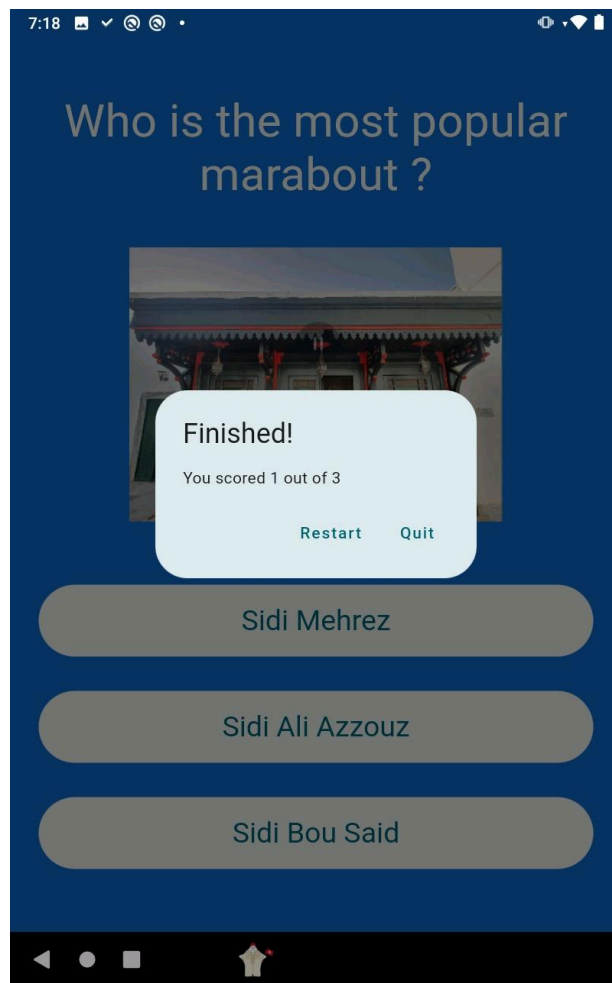 7:18
Who is the most popular
marabout ?
Finished!
You scored 1 out of 3
Restart Quit
Sidi Mehrez
Sidi Ali Azzouz
Sidi Bou Said